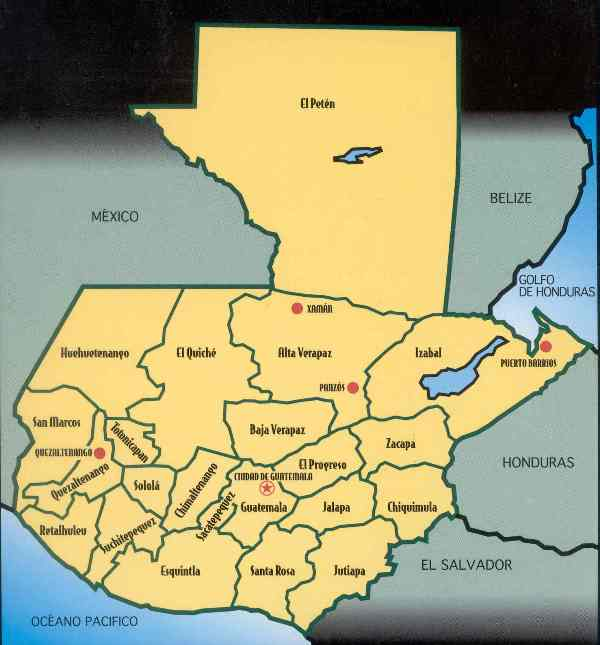 El Petén
MÈXICO
BELIZE
GOLFO
DE HONDURAS
XAMÁN
Huehuetenango
El Quiché
Alta Verapaz
Izabal
PUERTO BARRIOS
PANZÓS
San Marcos
Totonicapan
Baja Verapaz
Zacapa
QUEZALTENANGO
Quezaltenango
Sololá
Chimaltenango
El Progreso
CIUDAD DE GUATEMALA
HONDURAS
Guatemala
Sacatepequez
Jalapa
Chiquimula
Retalhuleu
Suchitepequez
Esquintla
Santa Rosa
Jutiapa
EL SALVADOR
OCÈANO PACIFICO